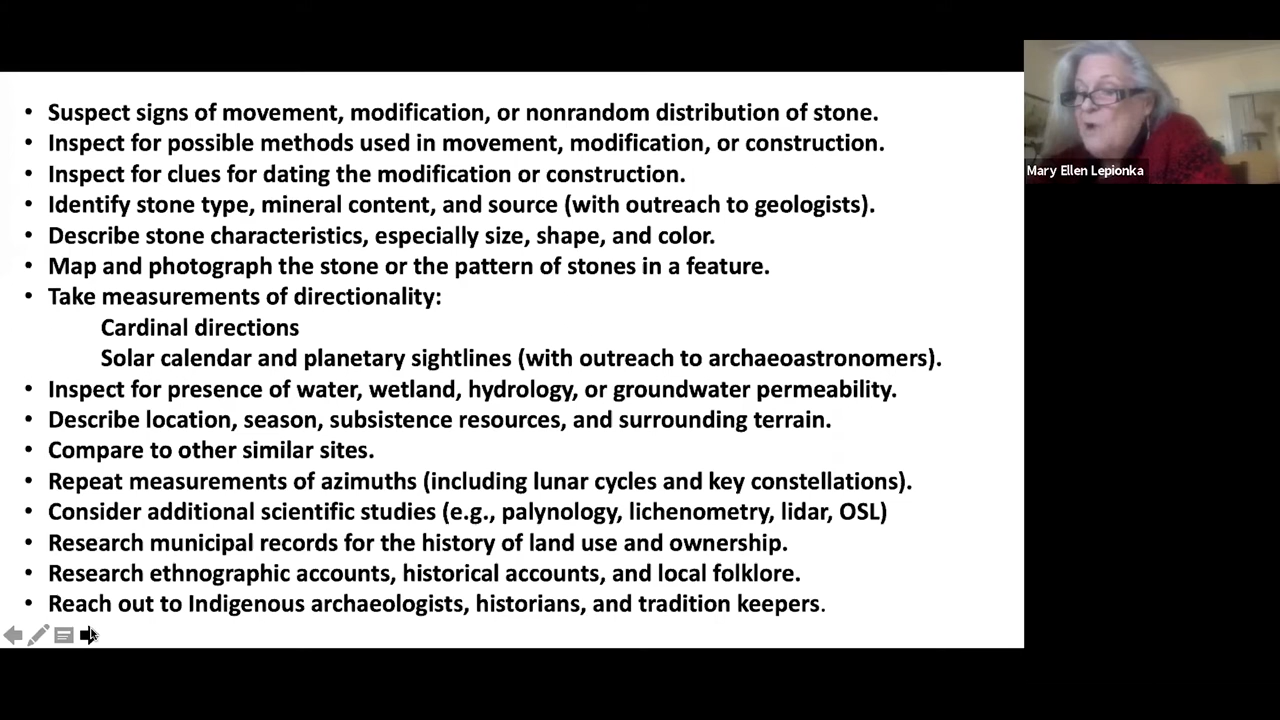 • Suspect signs of movement, modification, or nonrandom distribution of stone.
• Inspect for possible methods used in movement, modification, or construction.
• Inspect for clues for dating the modification or construction.
• Identify stone type, mineral content, and source (with outreach to geologists).
• Describe stone characteristics, especially size, shape, and color.
• Map and photograph the stone or the pattern of stones in a feature.
• Take measurements of directionality:
Cardinal directions
Solar calendar and planetary sightlines (with outreach to archaeoastronomers).
• Inspect for presence of water, wetland, hydrology, or groundwater permeability.
• Describe location, season, subsistence resources, and surrounding terrain.
• Compare to other similar sites.
• Repeat measurements of azimuths (including lunar cycles and key constellations).
• Consider additional scientific studies (e.g., palynology, lichenometry, lidar, OSL)
• Research municipal records for the history of land use and ownership.
• Research ethnographic accounts, historical accounts, and local folklore.
• Reach out to Indigenous archaeologists, historians, and tradition keepers.
Mary Ellen Lepionka